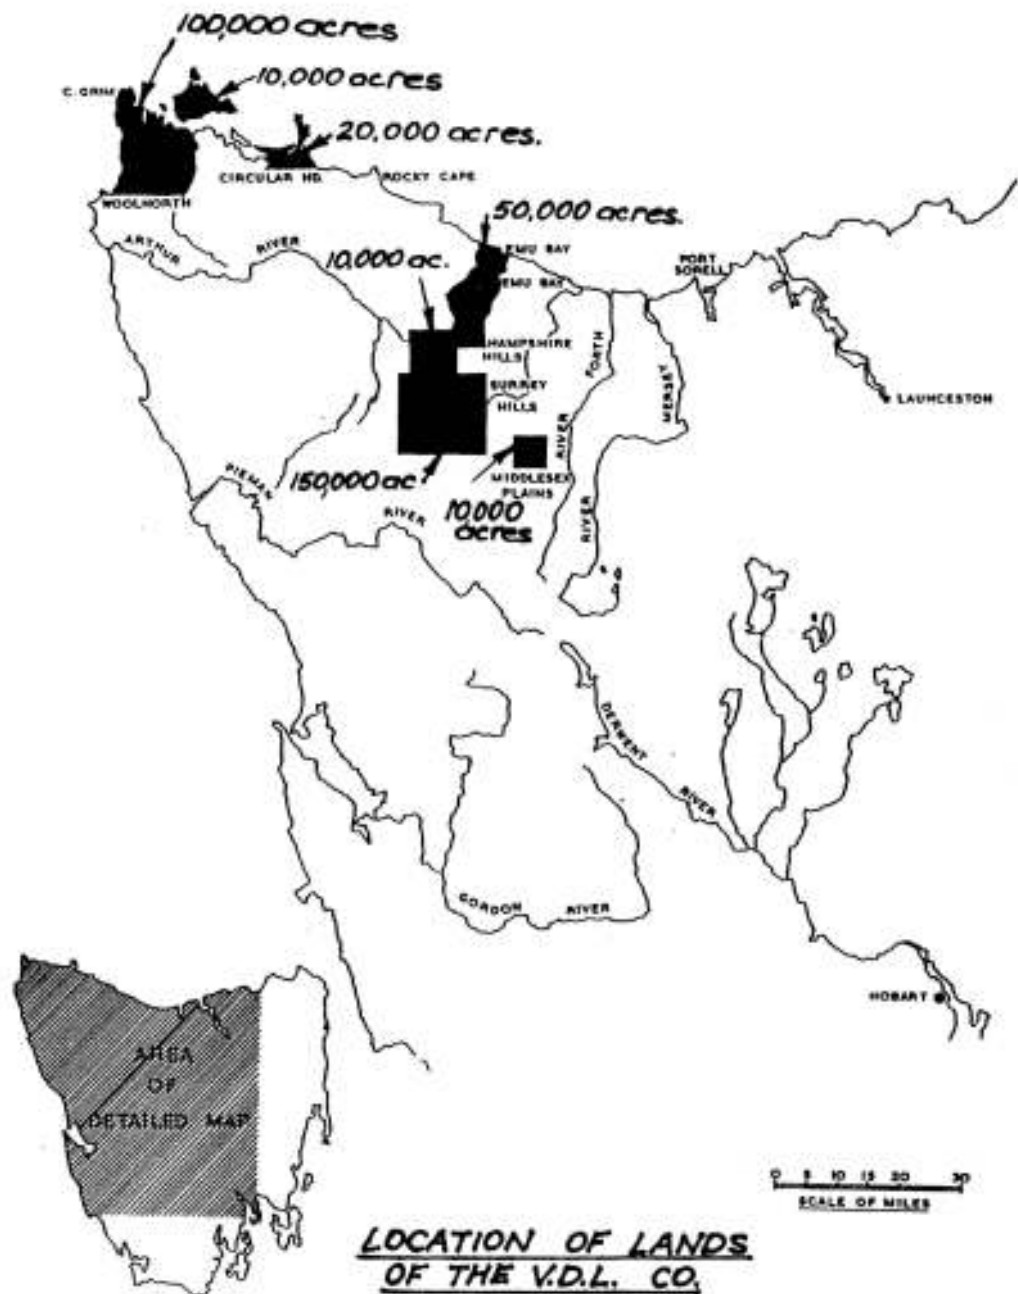 100,000 acres
10,000 acres
C. GRIM
20,000 acres.
CIRCULAR HD.
ROCKY CAPE
WOOLNORTH
50,000 acres.
ARTHUR RIVER
10,000 ac.
EMU BAY
EMU BAY
PORT
SORELL
HAMPSHIRE
HILLS
SURREY
HILLS
FORTH RIVER
MERSEY RIVER
LAUNCESTON
150,000 ac
MIDDLESEX
PLAINS
10,000
acres
PIEMAN RIVER
DERWENT RIVER
GORDON RIVER
HOBART
AREA
OF
DETAILED MAP
0 5 10 15 20 30
SCALE OF MILES
LOCATION OF LANDS
OF THE V.D.L. CO.